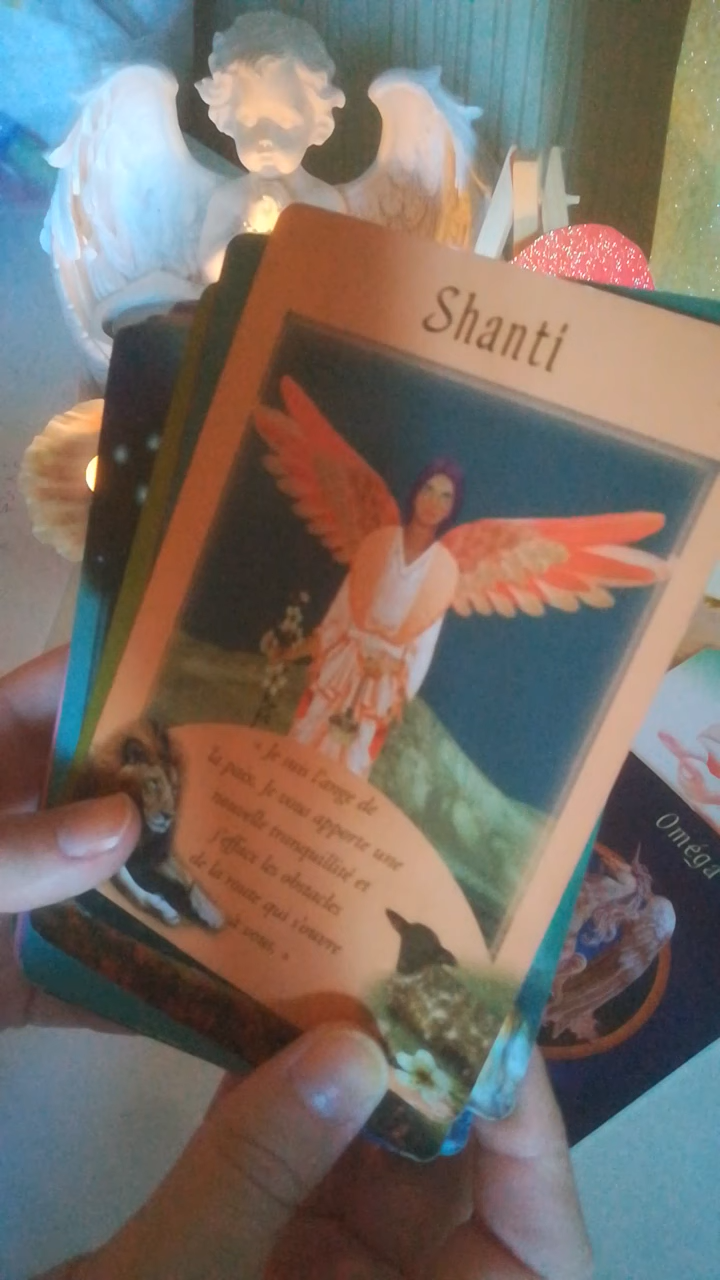 Shanti
« Je suis l'ange de
la paix. Je vous apporte une
nouvelle tranquillité et
j'efface les obstacles
de la route qui s'ouvre
à vous. »
Oméga